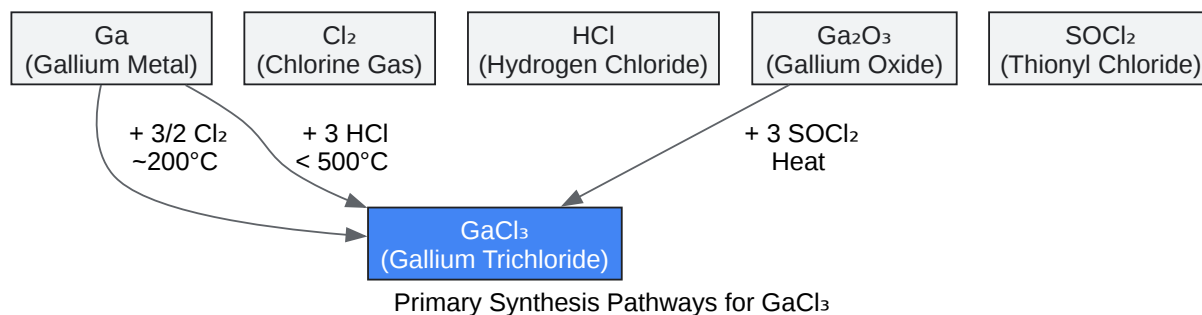 Ga
(Gallium Metal)
Cl₂
(Chlorine Gas)
HCl
(Hydrogen Chloride)
Ga₂O₃
(Gallium Oxide)
SOCl₂
(Thionyl Chloride)
+ 3/2 Cl₂
~200°C
+ 3 HCl
< 500°C
+ 3 SOCl₂
Heat
GaCl₃
(Gallium Trichloride)
Primary Synthesis Pathways for GaCl₃